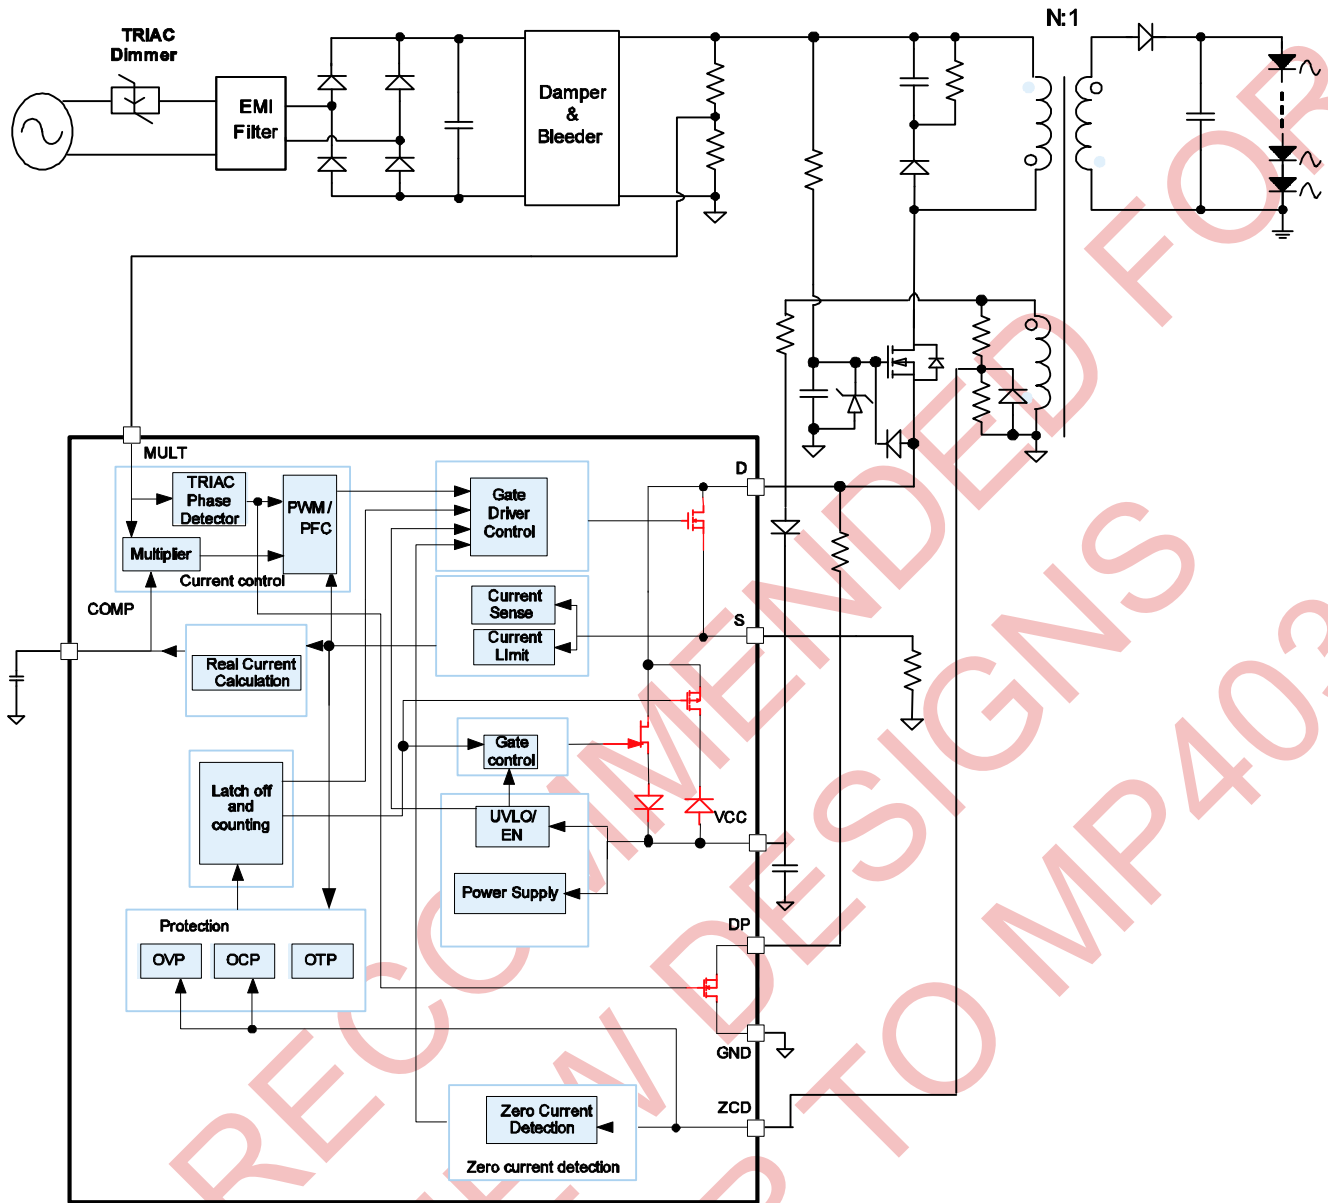 TRIAC
Dimmer
EMI
Filter
Damper
&
Bleeder
N:1
MULT
TRIAC
Phase
Detector
PWM /
PFC
Multiplier
Current control
COMP
Gate
Driver
Control
D
Current
Sense
Current
LImit
S
Real Current
Calculation
Gate
control
Latch off
and
counting
UVLO/
EN
VCC
Power Supply
Protection
OVP
OCP
OTP
DP
GND
ZCD
Zero Current
Detection
Zero current detection
RECOMMENDED FOR
EW DESIGNS
TO MP403